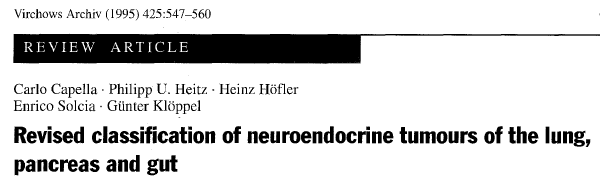 Virchows Archiv (1995) 425:547–560
REVIEW ARTICLE
Carlo Capella · Philipp U. Heitz · Heinz Höfler
Enrico Solcia · Günter Klöppel
Revised classification of neuroendocrine tumours of the lung,
pancreas and gut